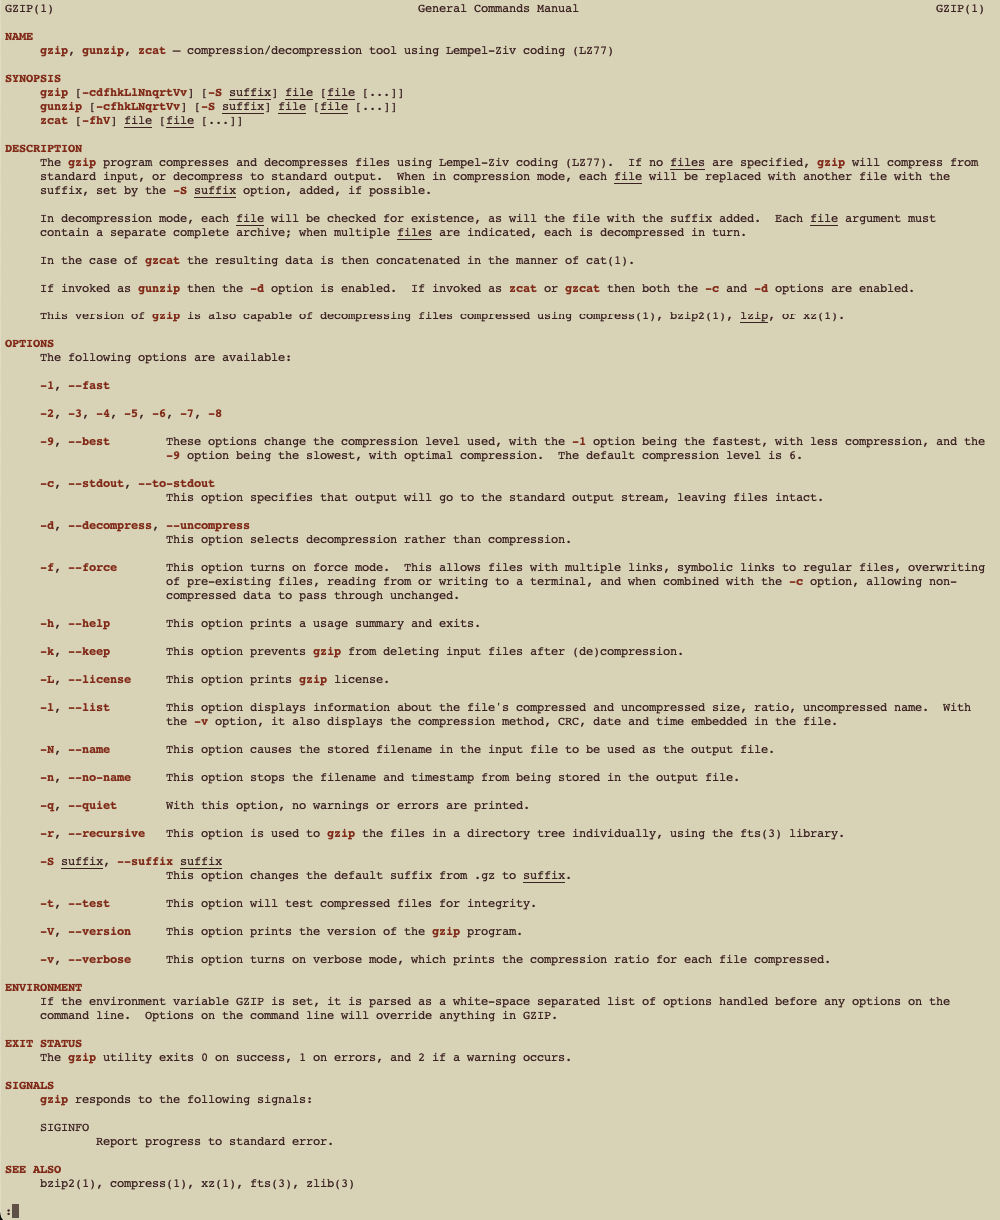 GZIP(1) General Commands Manual GZIP(1)
NAME
gzip, gunzip, zcat – compression/decompression tool using Lempel-Ziv coding (LZ77)
SYNOPSIS
gzip [-cdfhkLlNnqrtVv] [-S suffix] file [file [...]]
gunzip [-cfhkLNqrtVv] [-S suffix] file [file [...]]
zcat [-fhV] file [file [...]]
DESCRIPTION
The gzip program compresses and decompresses files using Lempel-Ziv coding (LZ77).  If no files are specified, gzip will compress from
standard input, or decompress to standard output.  When in compression mode, each file will be replaced with another file with the
suffix, set by the -S suffix option, added, if possible.
In decompression mode, each file will be checked for existence, as will the file with the suffix added.  Each file argument must
contain a separate complete archive; when multiple files are indicated, each is decompressed in turn.
In the case of gzcat the resulting data is then concatenated in the manner of cat(1).
If invoked as gunzip then the -d option is enabled.  If invoked as zcat or gzcat then both the -c and -d options are enabled.
This version of gzip is also capable of decompressing files compressed using compress(1), bzip2(1), lzip, or xz(1).
OPTIONS
The following options are available:
-1, --fast
-2, -3, -4, -5, -6, -7, -8
-9, --best These options change the compression level used, with the -1 option being the fastest, with less compression, and the
-9 option being the slowest, with optimal compression.  The default compression level is 6.
-c, --stdout, --to-stdout
This option specifies that output will go to the standard output stream, leaving files intact.
-d, --decompress, --uncompress
This option selects decompression rather than compression.
-f, --force This option turns on force mode.  This allows files with multiple links, symbolic links to regular files, overwriting
of pre-existing files, reading from or writing to a terminal, and when combined with the -c option, allowing non-
compressed data to pass through unchanged.
-h, --help This option prints a usage summary and exits.
-k, --keep This option prevents gzip from deleting input files after (de)compression.
-L, --license This option prints gzip license.
-l, --list This option displays information about the file's compressed and uncompressed size, ratio, uncompressed name.  With
the -v option, it also displays the compression method, CRC, date and time embedded in the file.
-N, --name This option causes the stored filename in the input file to be used as the output file.
-n, --no-name This option stops the filename and timestamp from being stored in the output file.
-q, --quiet With this option, no warnings or errors are printed.
-r, --recursive This option is used to gzip the files in a directory tree individually, using the fts(3) library.
-S suffix, --suffix suffix
This option changes the default suffix from .gz to suffix.
-t, --test This option will test compressed files for integrity.
-V, --version This option prints the version of the gzip program.
-v, --verbose This option turns on verbose mode, which prints the compression ratio for each file compressed.
ENVIRONMENT
If the environment variable GZIP is set, it is parsed as a white-space separated list of options handled before any options on the
command line.  Options on the command line will override anything in GZIP.
EXIT STATUS
The gzip utility exits 0 on success, 1 on errors, and 2 if a warning occurs.
SIGNALS
gzip responds to the following signals:
SIGINFO
Report progress to standard error.
SEE ALSO
bzip2(1), compress(1), xz(1), fts(3), zlib(3)
: